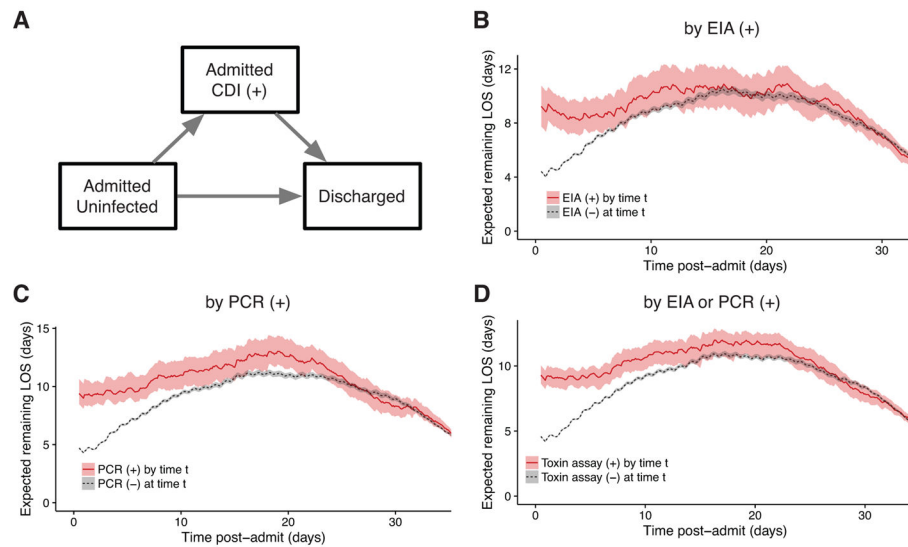 A
Admitted
CDI (+)
Admitted
Uninfected
Discharged
B
by EIA (+)
Expected remaining LOS (days)
12
8
4
0
EIA (+) by time t
EIA (−) at time t
0
10
20
30
Time post−admit (days)
C
by PCR (+)
Expected remaining LOS (days)
15
10
5
0
PCR (+) by time t
PCR (−) at time t
0
10
20
30
Time post−admit (days)
D
by EIA or PCR (+)
Expected remaining LOS (days)
10
5
0
Toxin assay (+) by time t
Toxin assay (−) at time t
0
10
20
30
Time post−admit (days)